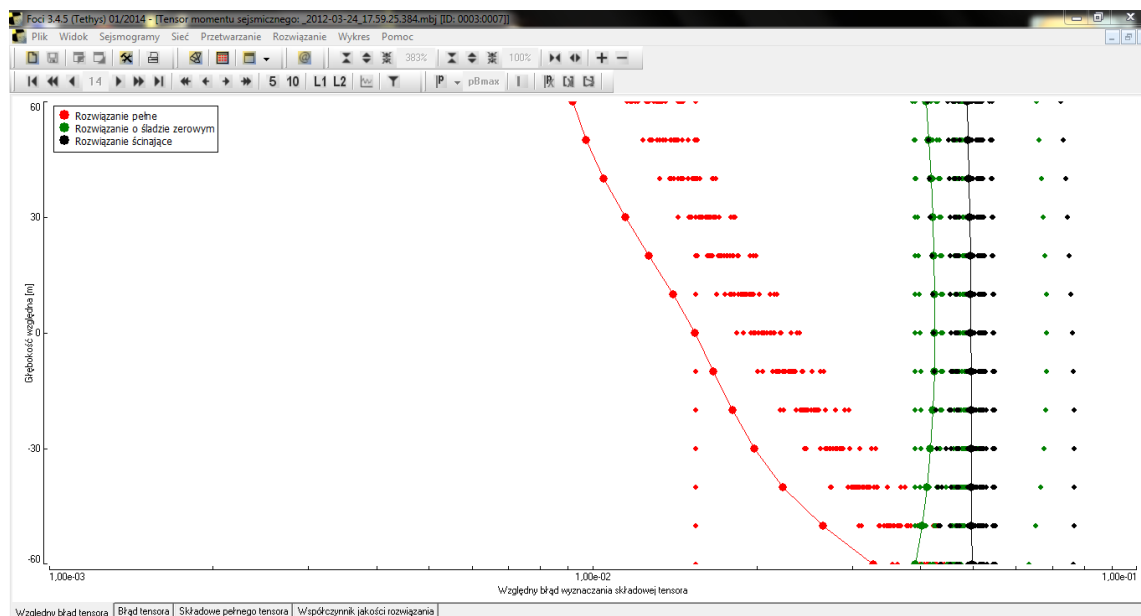 Foci 3.4.5 (Tethys) 01/2014 - [Tensor momentu sejsmicznego: _2012-03-24_17.59.25.384.mbj [ID: 0003:0007]]
Plik Widok Sejsmogramy Sieć Przetwarzanie Rozwiązanie Wykres Pomoc
383% 100%
14 5 10 L1 L2 P pBmax
60
Rozwiązanie pełne
Rozwiązanie o śladzie zerowym
Rozwiązanie ścinające
30
0
Głębokość względna [m]
-30
-60
1,00e-03 1,00e-02 1,00e-01
Względny błąd wyznaczania składowej tensora
Względny błąd tensora Błąd tensora Składowe pełnego tensora Współczynnik jakości rozwiązania